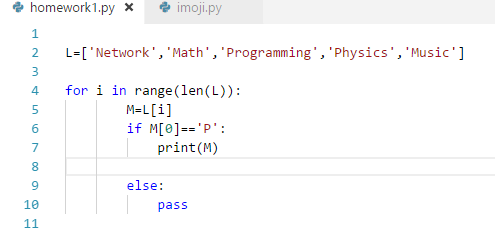 homework1.py × imoji.py
1
2 L=['Network','Math','Programming','Physics','Music']
3
4 for i in range(len(L)):
5         M=L[i]
6         if M[0]=='P':
7             print(M)
8
9         else:
10             pass
11